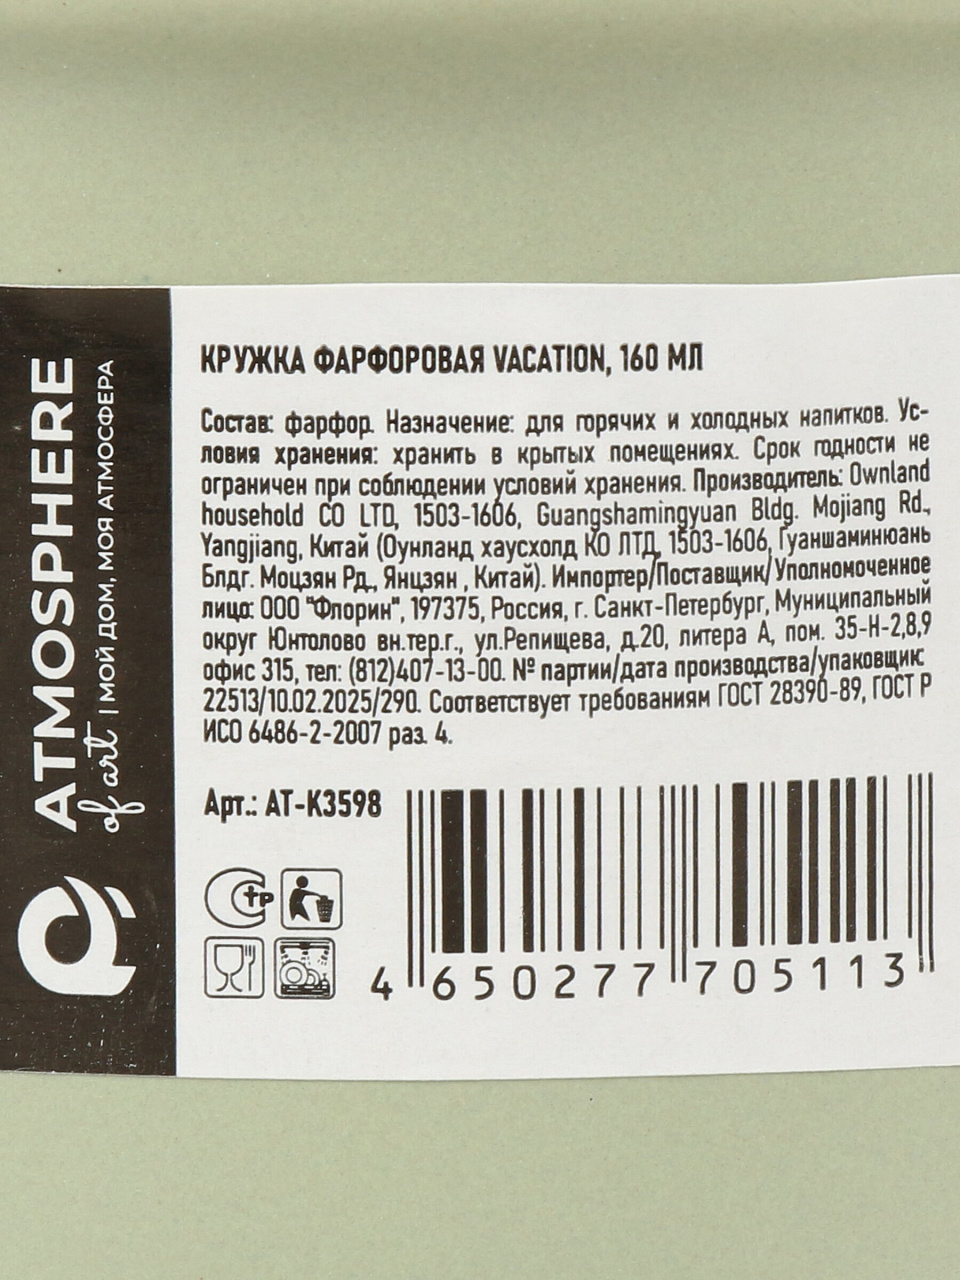 КРУЖКА ФАРФОРОВАЯ VACATION, 160 МЛ
Состав: фарфор. Назначение: для горячих и холодных напитков. Ус-
ловия хранения: хранить в крытых помещениях. Срок годности не
ограничен при соблюдении условий хранения. Производитель: Ownland
household CO LTD, 1503-1606, Guangshamingyuan Bldg. Mojiang Rd.,
Yangjiang, Китай (Оунланд хаусхолд КО ЛТД, 1503-1606, Гуаншаминюань
Блдг. Моцзян Рд., Янцзян , Китай). Импортер/Поставщик/Уполномоченное
лицо: ООО "Флорин", 197375, Россия, г. Санкт-Петербург, Муниципальный
округ Юнтолово вн.тер.г., ул.Репищева, д.20, литера А, пом. 35-Н-2,8,9
офис 315, тел: (812)407-13-00. № партии/дата производства/упаковщик:
22513/10.02.2025/290. Соответствует требованиям ГОСТ 28390-89, ГОСТ Р
ИСО 6486-2-2007 раз. 4.
Арт.: АТ-К3598
4 650277 705113
ATMOSPHERE
of art | МОЙ ДОМ, МОЯ АТМОСФЕРА